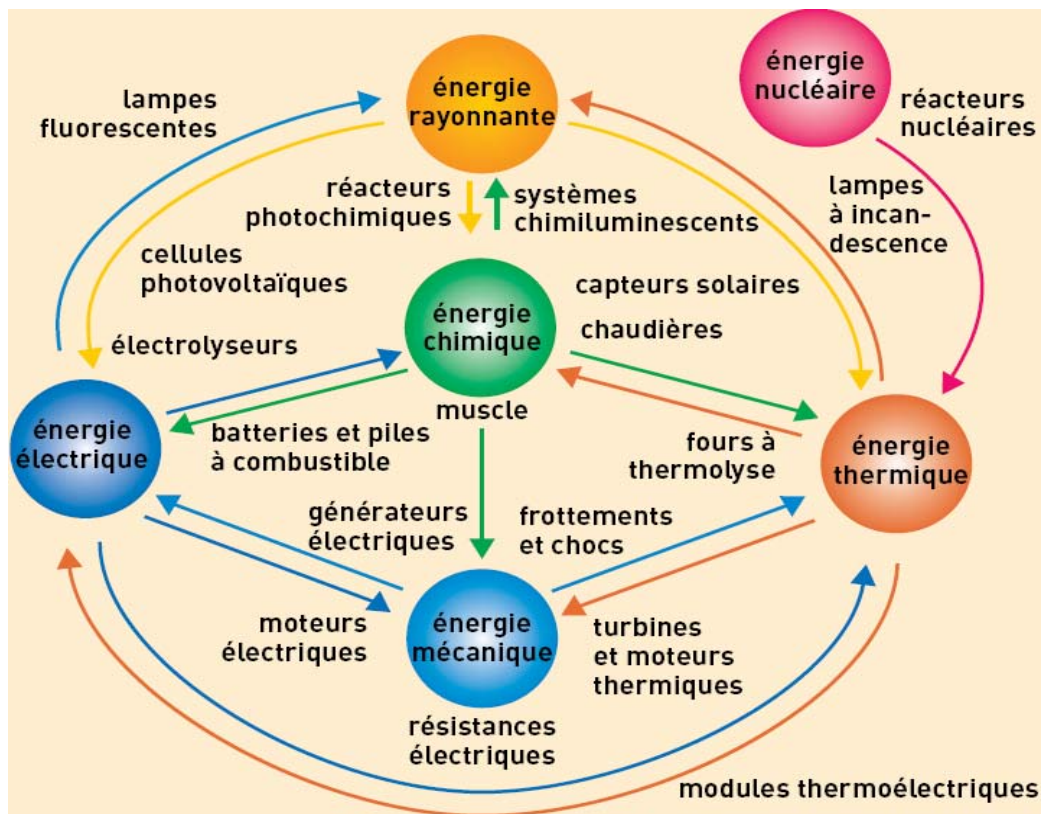 énergie
rayonnante
énergie
nucléaire
réacteurs
nucléaires
lampes
fluorescentes
réacteurs
photochimiques
systèmes
chimiluminescents
lampes
à incan-
descence
cellules
photovoltaïques
capteurs solaires
énergie
chimique
chaudières
électrolyseurs
muscle
énergie
électrique
batteries et piles
à combustible
fours à
thermolyse
énergie
thermique
générateurs
électriques
frottements
et chocs
moteurs
électriques
énergie
mécanique
turbines
et moteurs
thermiques
résistances
électriques
modules thermoélectriques